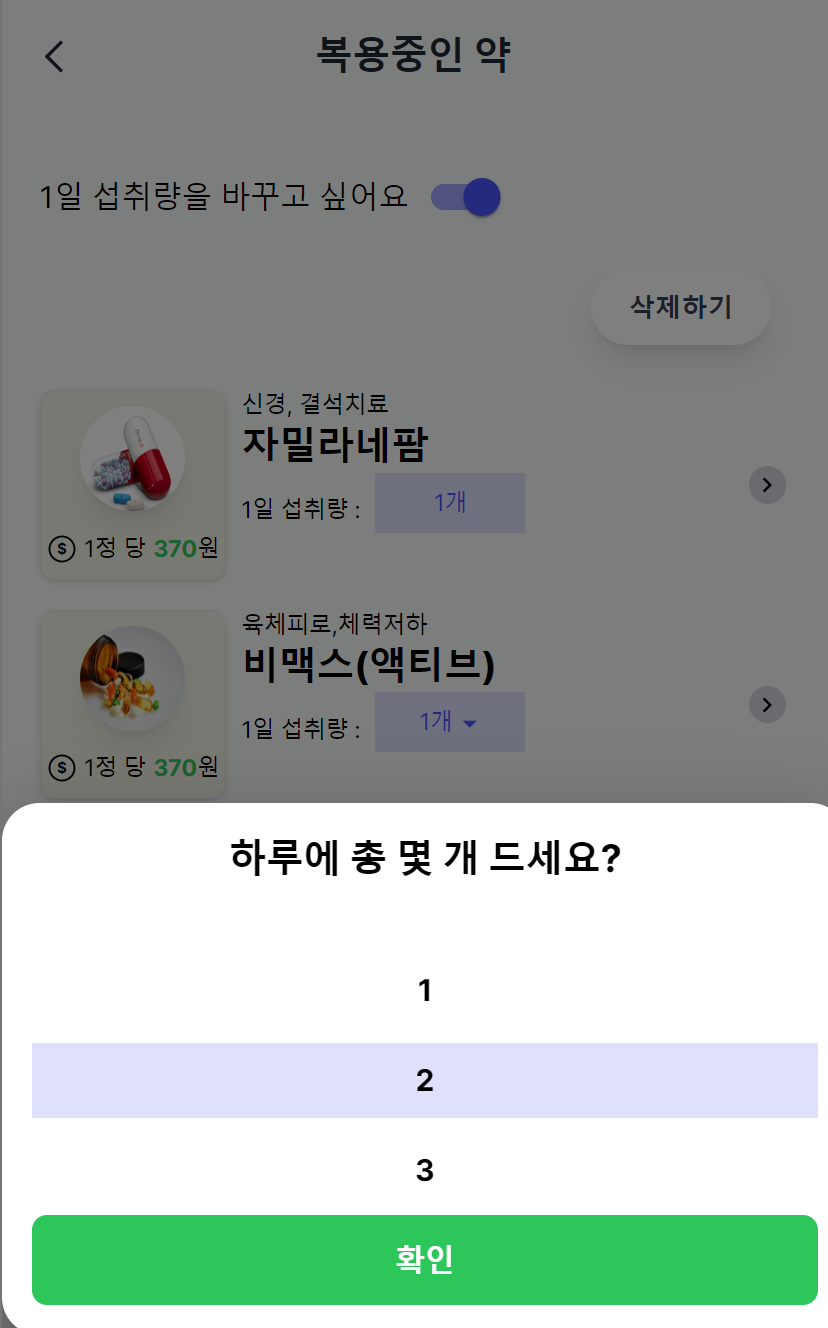 복용중인 약
1일 섭취량을 바꾸고 싶어요
삭제하기
신경, 결석치료
자밀라네팜
1일 섭취량 : 1개
$ 1정 당 370원
육체피로,체력저하
비맥스(액티브)
1일 섭취량 : 1개
$ 1정 당 370원
하루에 총 몇 개 드세요?
1
2
3
확인